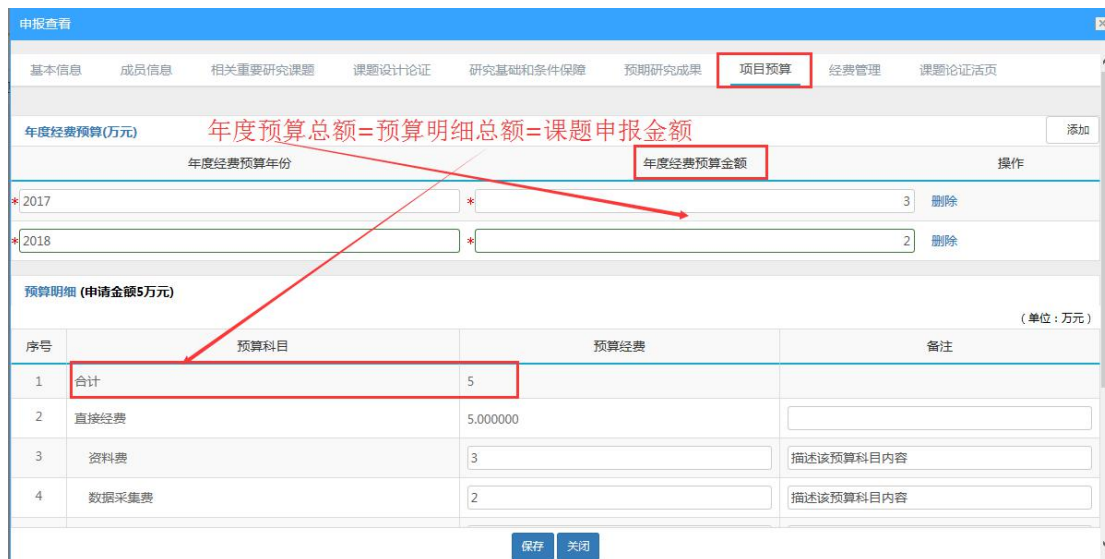 申报查看
基本信息 成员信息 相关重要研究课题 课题设计论证 研究基础和条件保障 预期研究成果 项目预算 经费管理 课题论证活页
年度经费预算(万元) 年度预算总额=预算明细总额=课题申报金额 添加
年度经费预算年份 年度经费预算金额 操作
*2017 * 3 删除
*2018 * 2 删除
预算明细 (申请金额5万元)
(单位:万元)
序号 预算科目 预算经费 备注
1 合计 5
2 直接经费 5.000000
3 资料费 3 描述该预算科目内容
4 数据采集费 2 描述该预算科目内容
保存 关闭